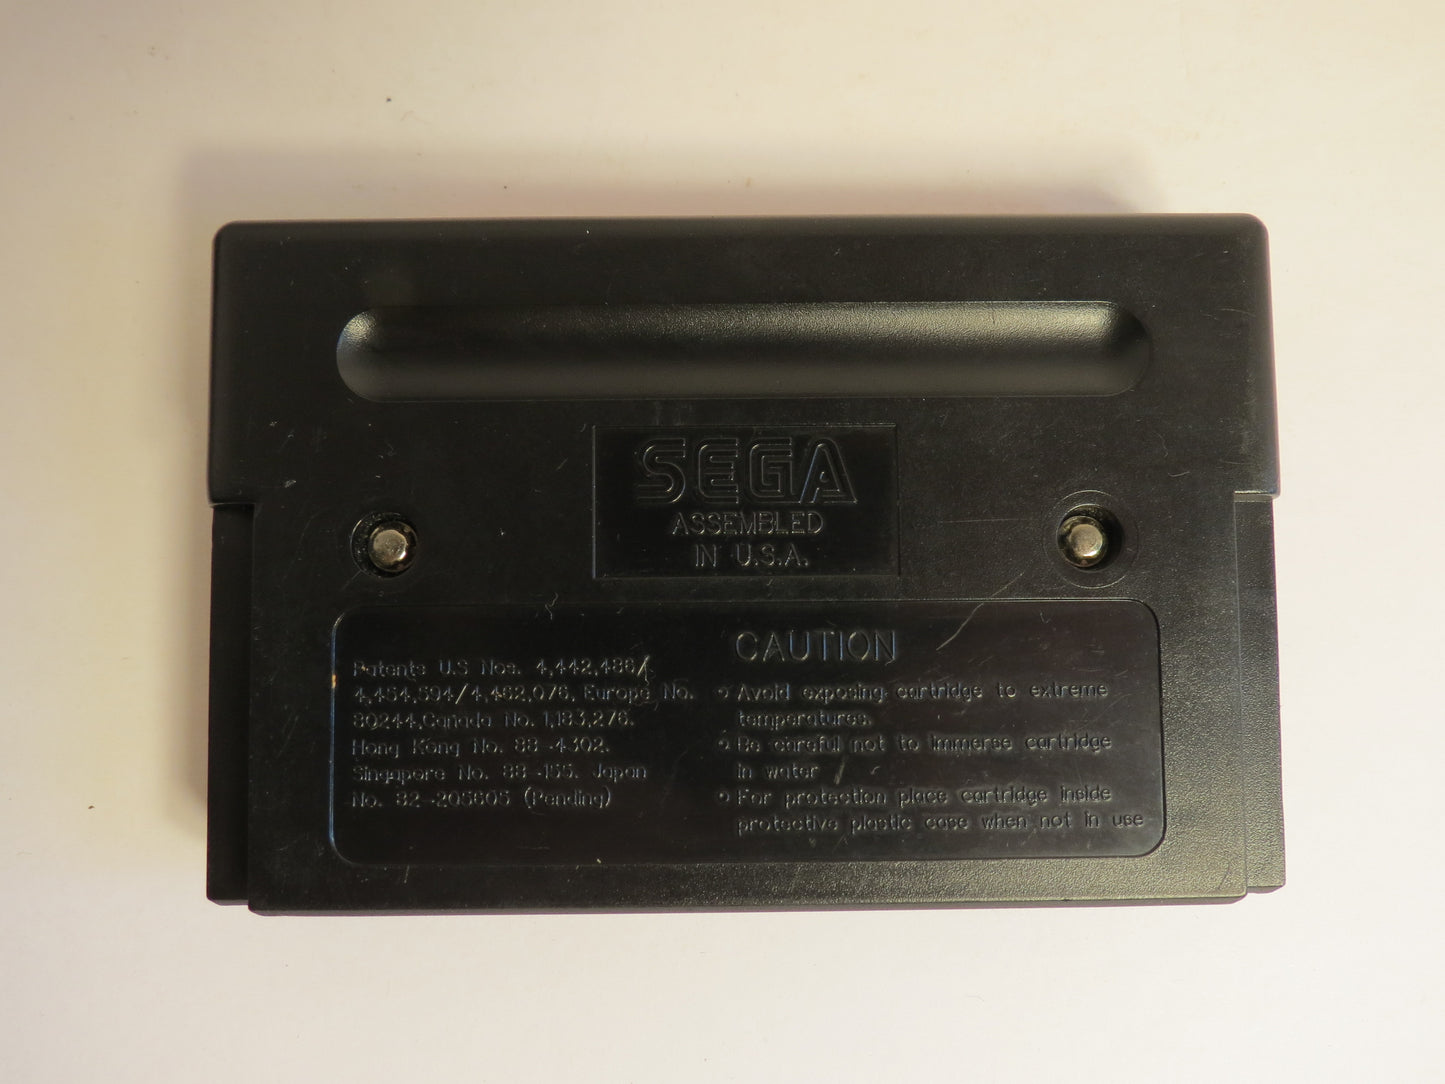 SEGA
ASSEMBLED
IN U.S.A.
Patents U.S Nos. 4,442,486/
4,454,594/4,462,076, Europe No.
80244,Canada No. 1,183,276.
Hong Kong No. 88-4302.
Singapore No. 88-155. Japan
No. 82-205605 (Pending)
CAUTION
Avoid exposing cartridge to extreme
temperatures.
Be careful not to immerse cartridge
in water
For protection place cartridge inside
protective plastic case when not in use